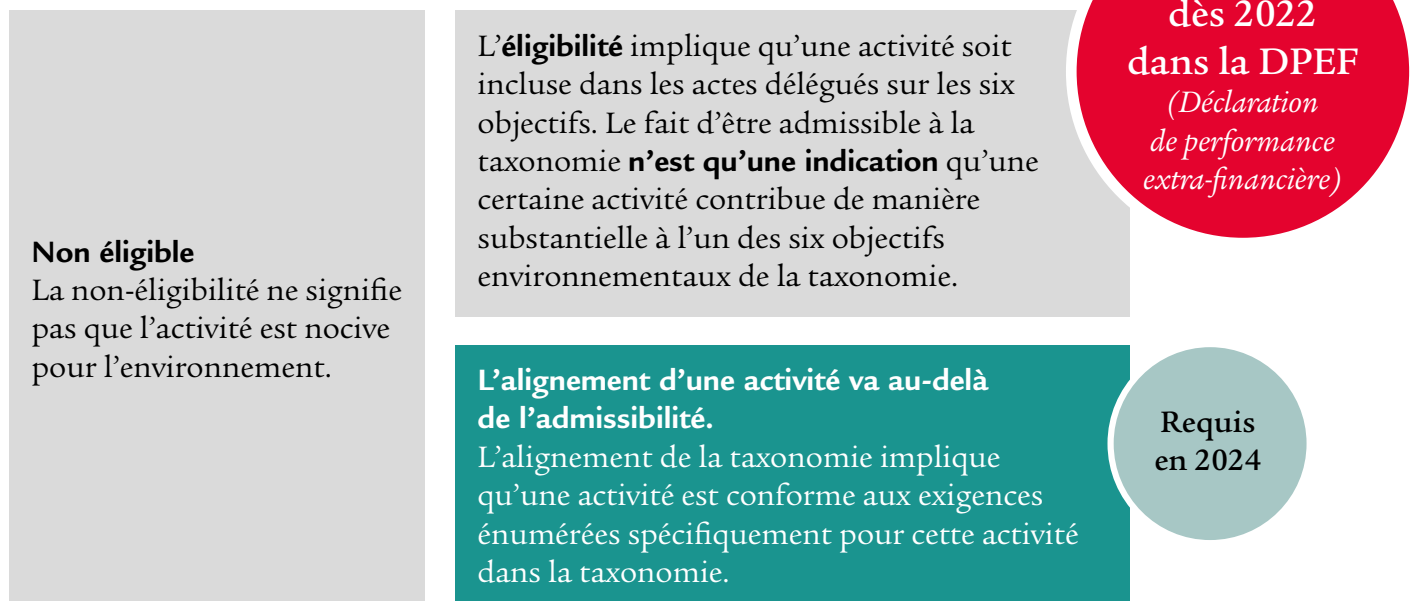 Non éligible
La non-éligibilité ne signifie
pas que l’activité est nocive
pour l’environnement.
L’éligibilité implique qu’une activité soit
incluse dans les actes délégués sur les six
objectifs. Le fait d’être admissible à la
taxonomie n’est qu’une indication qu’une
certaine activité contribue de manière
substantielle à l’un des six objectifs
environnementaux de la taxonomie.
dès 2022
dans la DPEF
(Déclaration
de performance
extra-financière)
L’alignement d’une activité va au-delà
de l’admissibilité.
L’alignement de la taxonomie implique
qu’une activité est conforme aux exigences
énumérées spécifiquement pour cette activité
dans la taxonomie.
Requis
en 2024